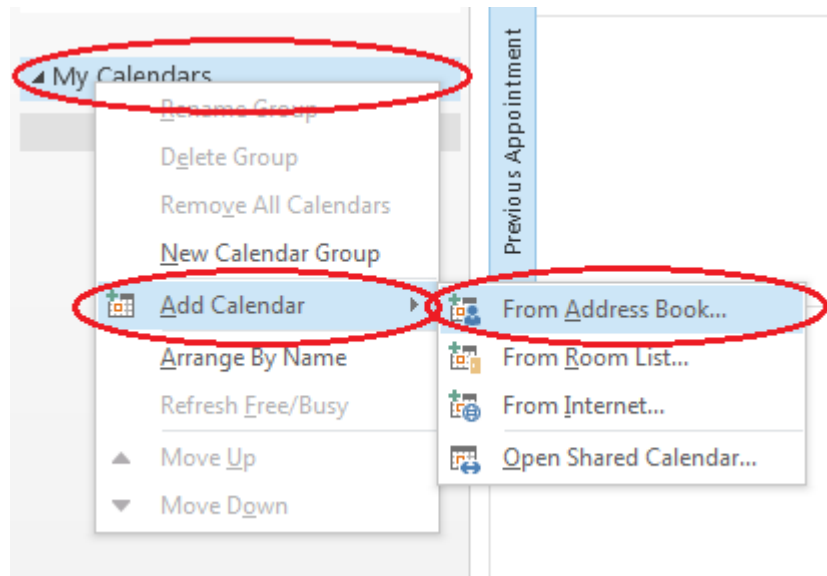 My Calendars
Rename Group
Delete Group
Remove All Calendars
New Calendar Group
Add Calendar
Arrange By Name
Refresh Free/Busy
Move Up
Move Down
From Address Book...
From Room List...
From Internet...
Open Shared Calendar...
Previous Appointment